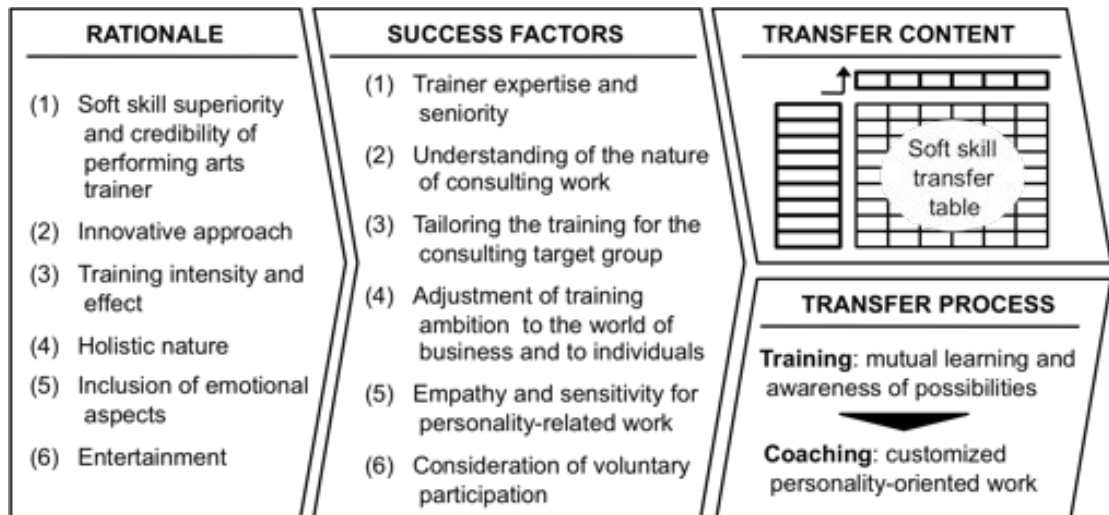 RATIONALE
(1) Soft skill superiority
and credibility of
performing arts
trainer
(2) Innovative approach
(3) Training intensity and
effect
(4) Holistic nature
(5) Inclusion of emotional
aspects
(6) Entertainment
SUCCESS FACTORS
(1) Trainer expertise and
seniority
(2) Understanding of the nature
of consulting work
(3) Tailoring the training for the
consulting target group
(4) Adjustment of training
ambition to the world of
business and to individuals
(5) Empathy and sensitivity for
personality-related work
(6) Consideration of voluntary
participation
TRANSFER CONTENT
Soft skill
transfer
table
TRANSFER PROCESS
Training: mutual learning and
awareness of possibilities
Coaching: customized
personality-oriented work